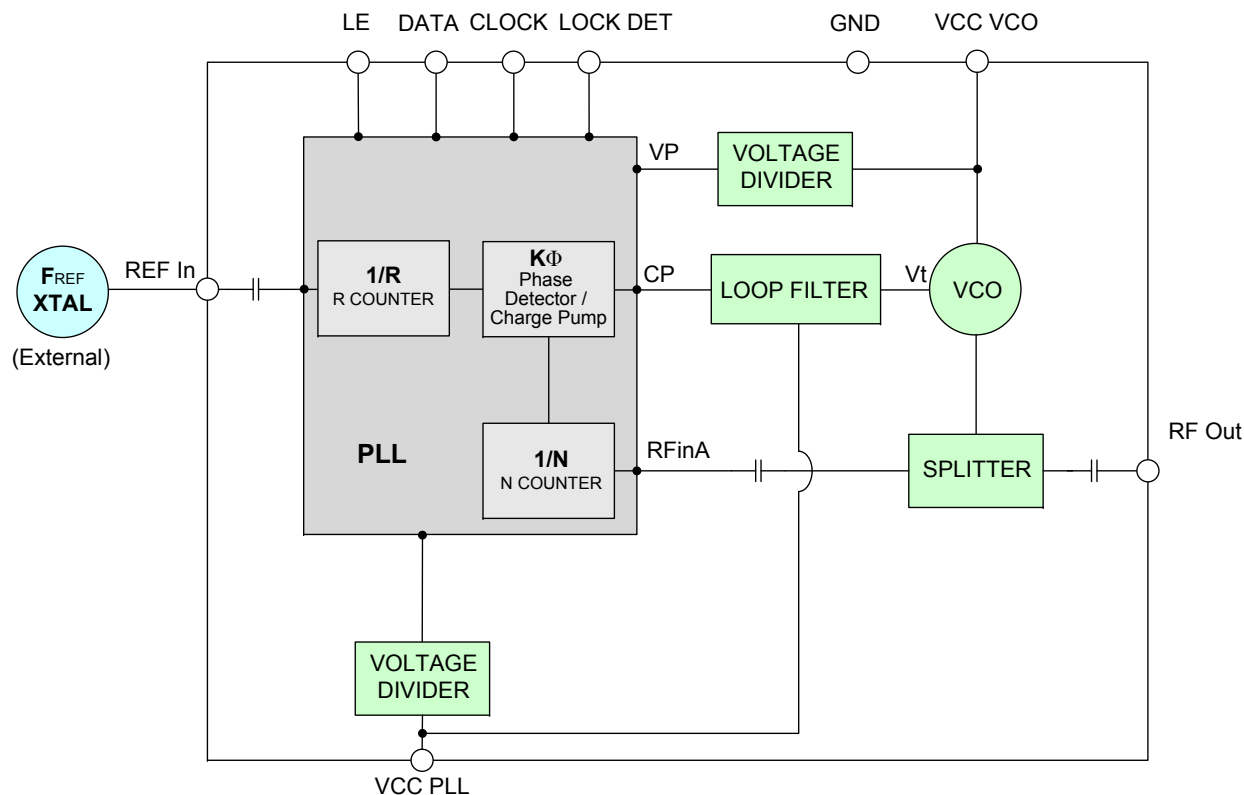 LE
DATA
CLOCK
LOCK DET
GND
VCC VCO
VP
VOLTAGE
DIVIDER
FREF
XTAL
(External)
REF In
1/R
R COUNTER
KΦ
Phase
Detector /
Charge Pump
CP
LOOP FILTER
Vt
VCO
PLL
1/N
N COUNTER
RFinA
SPLITTER
RF Out
VOLTAGE
DIVIDER
VCC PLL